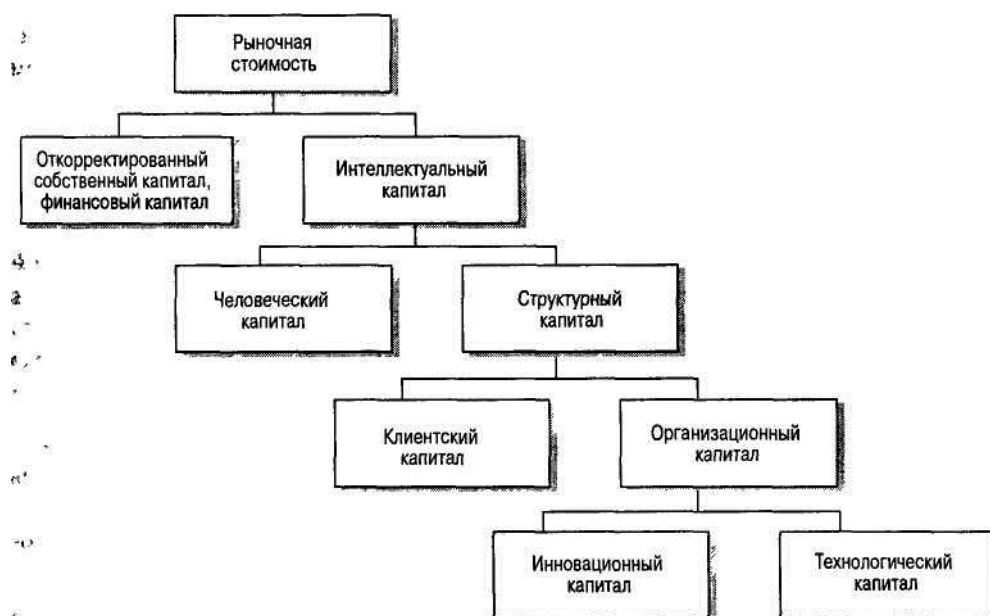 Рыночная
стоимость
Откорректированный
собственный капитал,
финансовый капитал
Интеллектуальный
капитал
Человеческий
капитал
Структурный
капитал
Клиентский
капитал
Организационный
капитал
Инновационный
капитал
Технологический
капитал